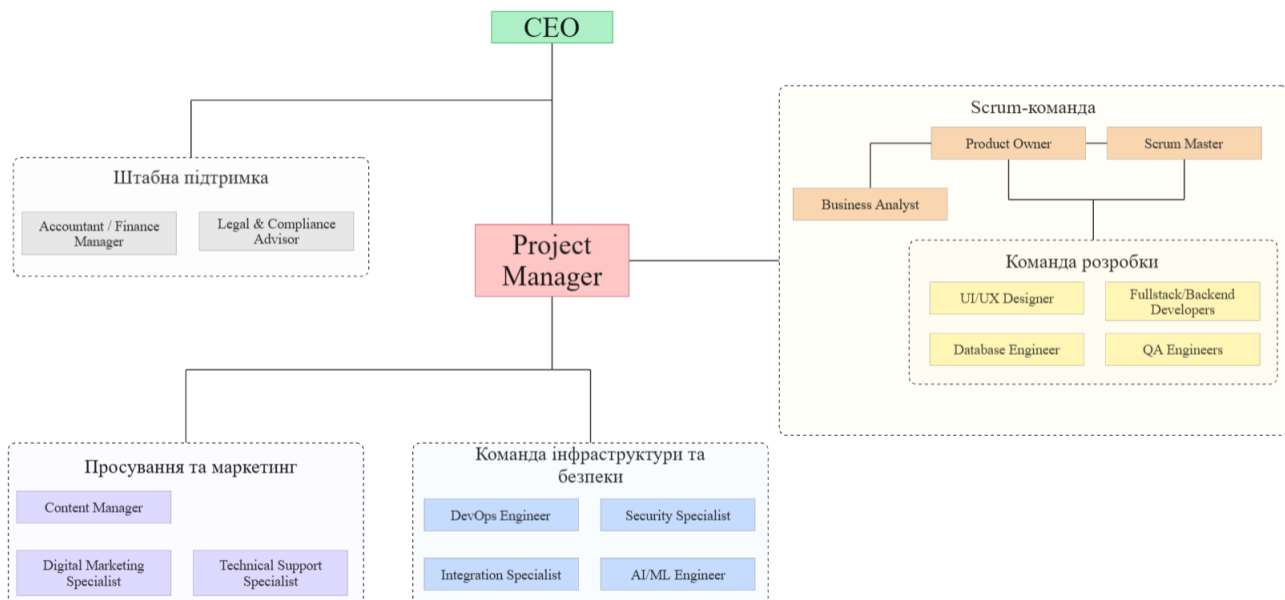 CEO
Scrum-команда
Product Owner
Scrum Master
Business Analyst
Штабна підтримка
Accountant / Finance
Manager
Legal & Compliance
Advisor
Project
Manager
Команда розробки
UI/UX Designer
Fullstack/Backend
Developers
Database Engineer
QA Engineers
Просування та маркетинг
Content Manager
Digital Marketing
Specialist
Technical Support
Specialist
Команда інфраструктури та
безпеки
DevOps Engineer
Security Specialist
Integration Specialist
AI/ML Engineer